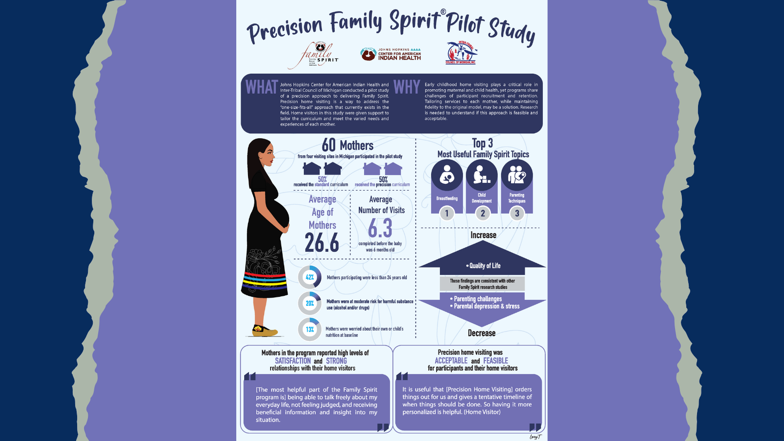 Precision Family Spirit® Pilot Study
family
SPIRIT
JOHNS HOPKINS
CENTER FOR AMERICAN
INDIAN HEALTH
WHAT
Johns Hopkins Center for American Indian Health and
Inter-Tribal Council of Michigan conducted a pilot study
of a precision approach to delivering Family Spirit.
Precision home visiting is a way to address the
"one-size-fits-all" approach that currently exists in the
field. Home visitors in this study were given support to
tailor the curriculum and meet the varied needs and
experiences of each mother.
WHY
Early childhood home visiting plays a critical role in
promoting maternal and child health, yet programs share
challenges of participant recruitment and retention.
Tailoring services to each mother, while maintaining
fidelity to the original model, may be a solution. Research
is needed to understand if this approach is feasible and
acceptable.
60 Mothers
from four visiting sites in Michigan participated in the pilot study
50%
received the standard curriculum
50%
received the precision curriculum
Average
Age of
Mothers
26.6
Average
Number of Visits
6.3
completed before the baby
was 6 months old
42%
Mothers participating were less than 24 years old
20%
Mothers were at moderate risk for harmful substance
use (alcohol and/or drugs)
13%
Mothers were worried about their own or child's
nutrition at baseline
Top 3
Most Useful Family Spirit Topics
Breastfeeding
1
Child
Development
2
Parenting
Techniques
3
Increase
• Quality of Life
These findings are consistent with other
Family Spirit research studies
• Parenting challenges
• Parental depression & stress
Decrease
Mothers in the program reported high levels of
SATISFACTION and STRONG
relationships with their home visitors
[The most helpful part of the Family Spirit
program is] being able to talk freely about my
everyday life, not feeling judged, and receiving
beneficial information and insight into my
situation.
Precision home visiting was
ACCEPTABLE and FEASIBLE
for participants and their home visitors
It is useful that [Precision Home Visiting] orders
things out for us and gives a tentative timeline of
when things should be done. So having it more
personalized is helpful. (Home Visitor)